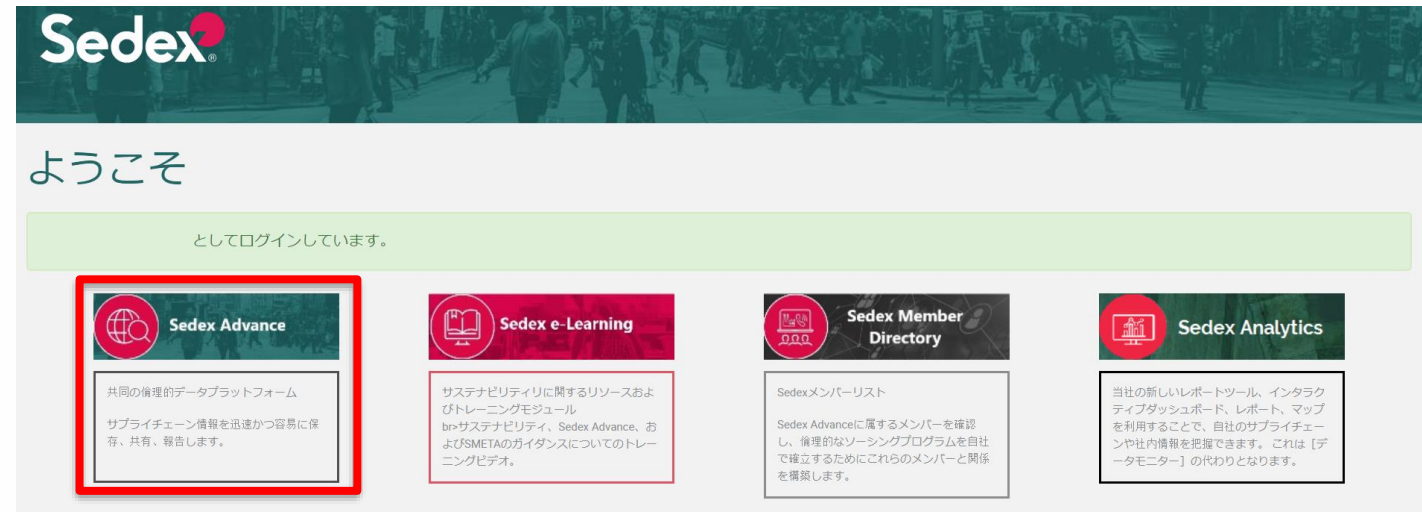 Sedex®
ようこそ
としてログインしています。
Sedex Advance
共同の倫理的データプラットフォーム
サプライチェーン情報を迅速かつ容易に保
存、共有、報告します。
Sedex e-Learning
サステナビリティリに関するリソースおよ
びトレーニングモジュール
br>サステナビリティ、Sedex Advance、お
よびSMETAのガイダンスについてのトレー
ニングビデオ。
Sedex Member
Directory
Sedexメンバーリスト
Sedex Advanceに属するメンバーを確認
し、倫理的なソーシングプログラムを自社
で確立するためにこれらのメンバーと関係
を構築します。
Sedex Analytics
当社の新しいレポートツール、インタラク
ティブダッシュボード、レポート、マップ
を利用することで、自社のサプライチェー
ンや社内情報を把握できます。 これは [デ
ータモニター] の代わりとなります。